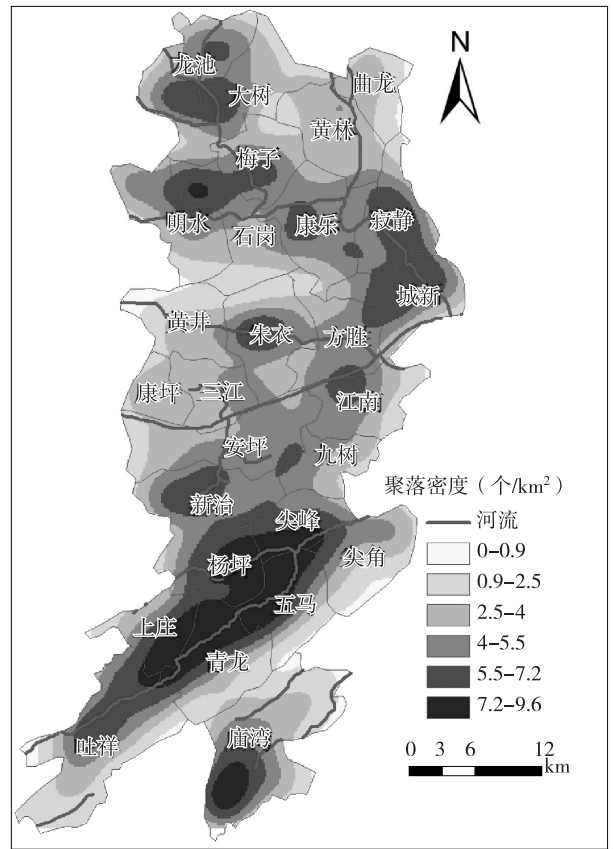 N
龙池
曲龙
大树
黄林
梅子
明水
石岗
康乐
寂静
城新
黄井
朱衣
方胜
康坪
三江
江南
安坪
九树
新治
尖峰
杨坪
尖角
五马
上庄
青龙
吐祥
庙湾
聚落密度（个/km²）
河流
0-0.9
0.9-2.5
2.5-4
4-5.5
5.5-7.2
7.2-9.6
0 3 6 12
km